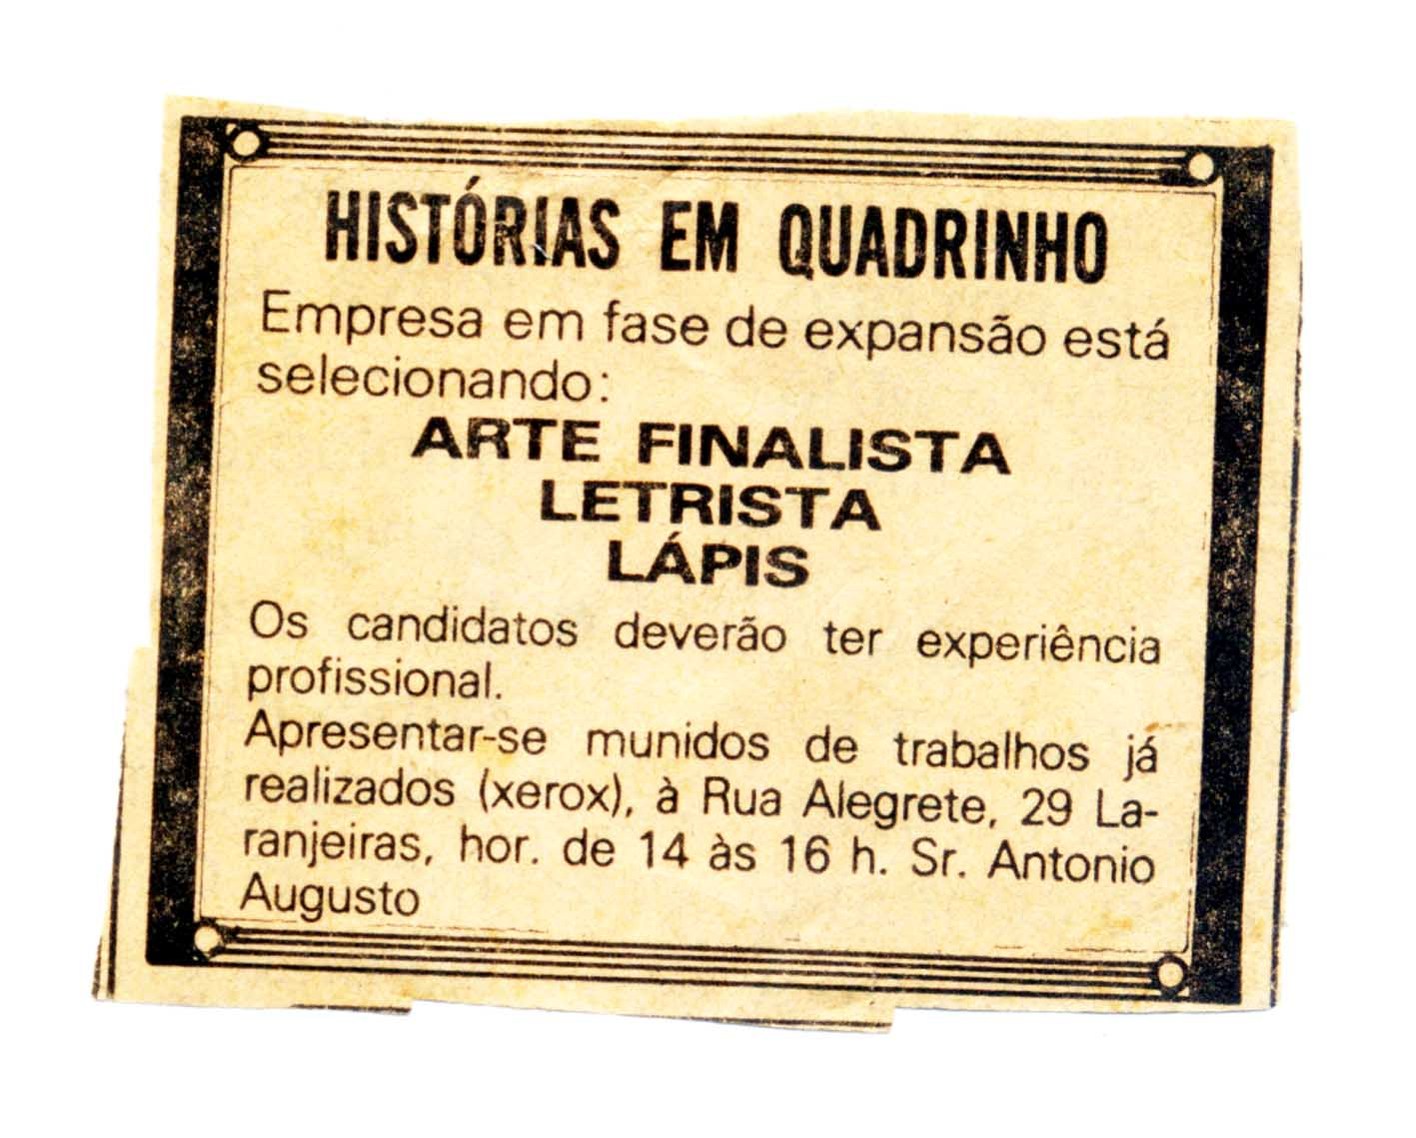 HISTÓRIAS EM QUADRINHO
Empresa em fase de expansão está
selecionando:
ARTE FINALISTA
LETRISTA
LÁPIS
Os candidatos deverão ter experiência
profissional.
Apresentar-se munidos de trabalhos já
realizados (xerox), à Rua Alegrete, 29 La-
ranjeiras, hor. de 14 às 16 h. Sr. Antonio
Augusto